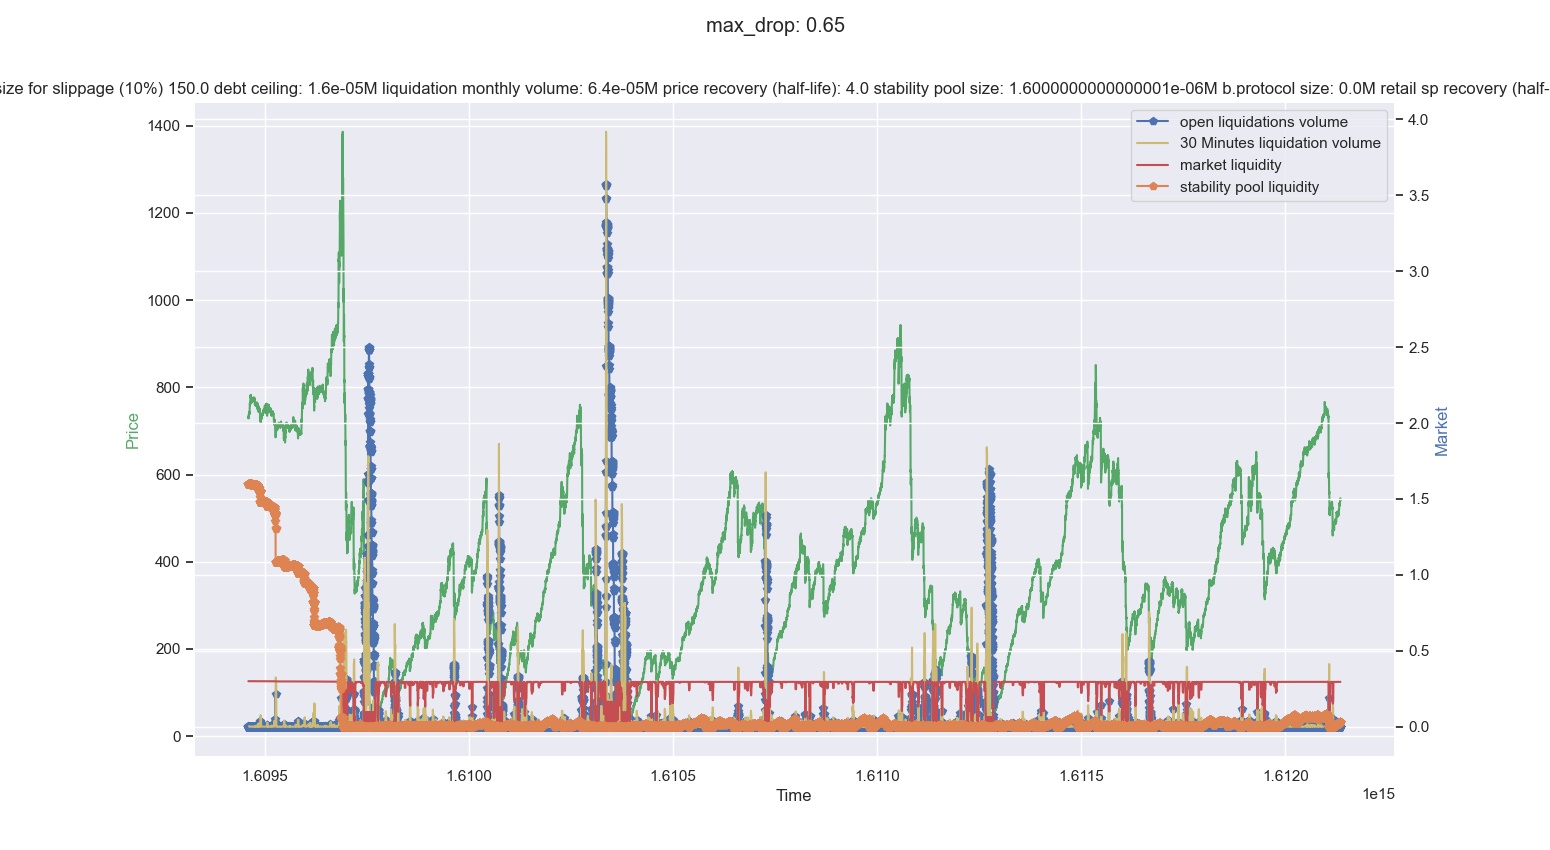 max_drop: 0.65
size for slippage (10%) 150.0 debt ceiling: 1.6e-05M liquidation monthly volume: 6.4e-05M price recovery (half-life): 4.0 stability pool size: 1.6000000000000001e-06M b.protocol size: 0.0M retail sp recovery (half-
open liquidations volume
30 Minutes liquidation volume
market liquidity
stability pool liquidity
1400
1200
1000
800
600
400
200
0
Price
4.0
3.5
3.0
2.5
2.0
1.5
1.0
0.5
0.0
Market
1.6095 1.6100 1.6105 1.6110 1.6115 1.6120
Time
1e15